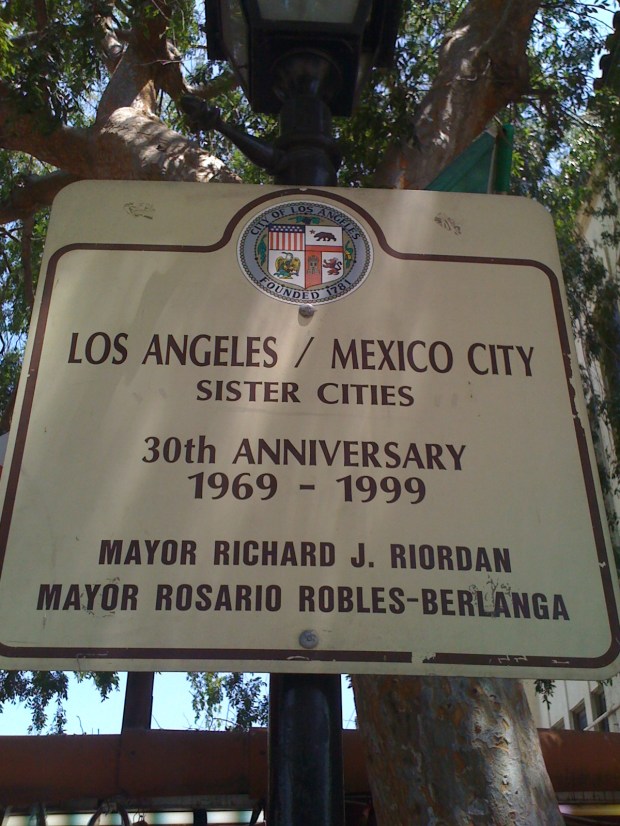 CITY OF LOS ANGELES
FOUNDED 1781
LOS ANGELES / MEXICO CITY
SISTER CITIES
30th ANNIVERSARY
1969 - 1999
MAYOR RICHARD J. RIORDAN
MAYOR ROSARIO ROBLES-BERLANGA